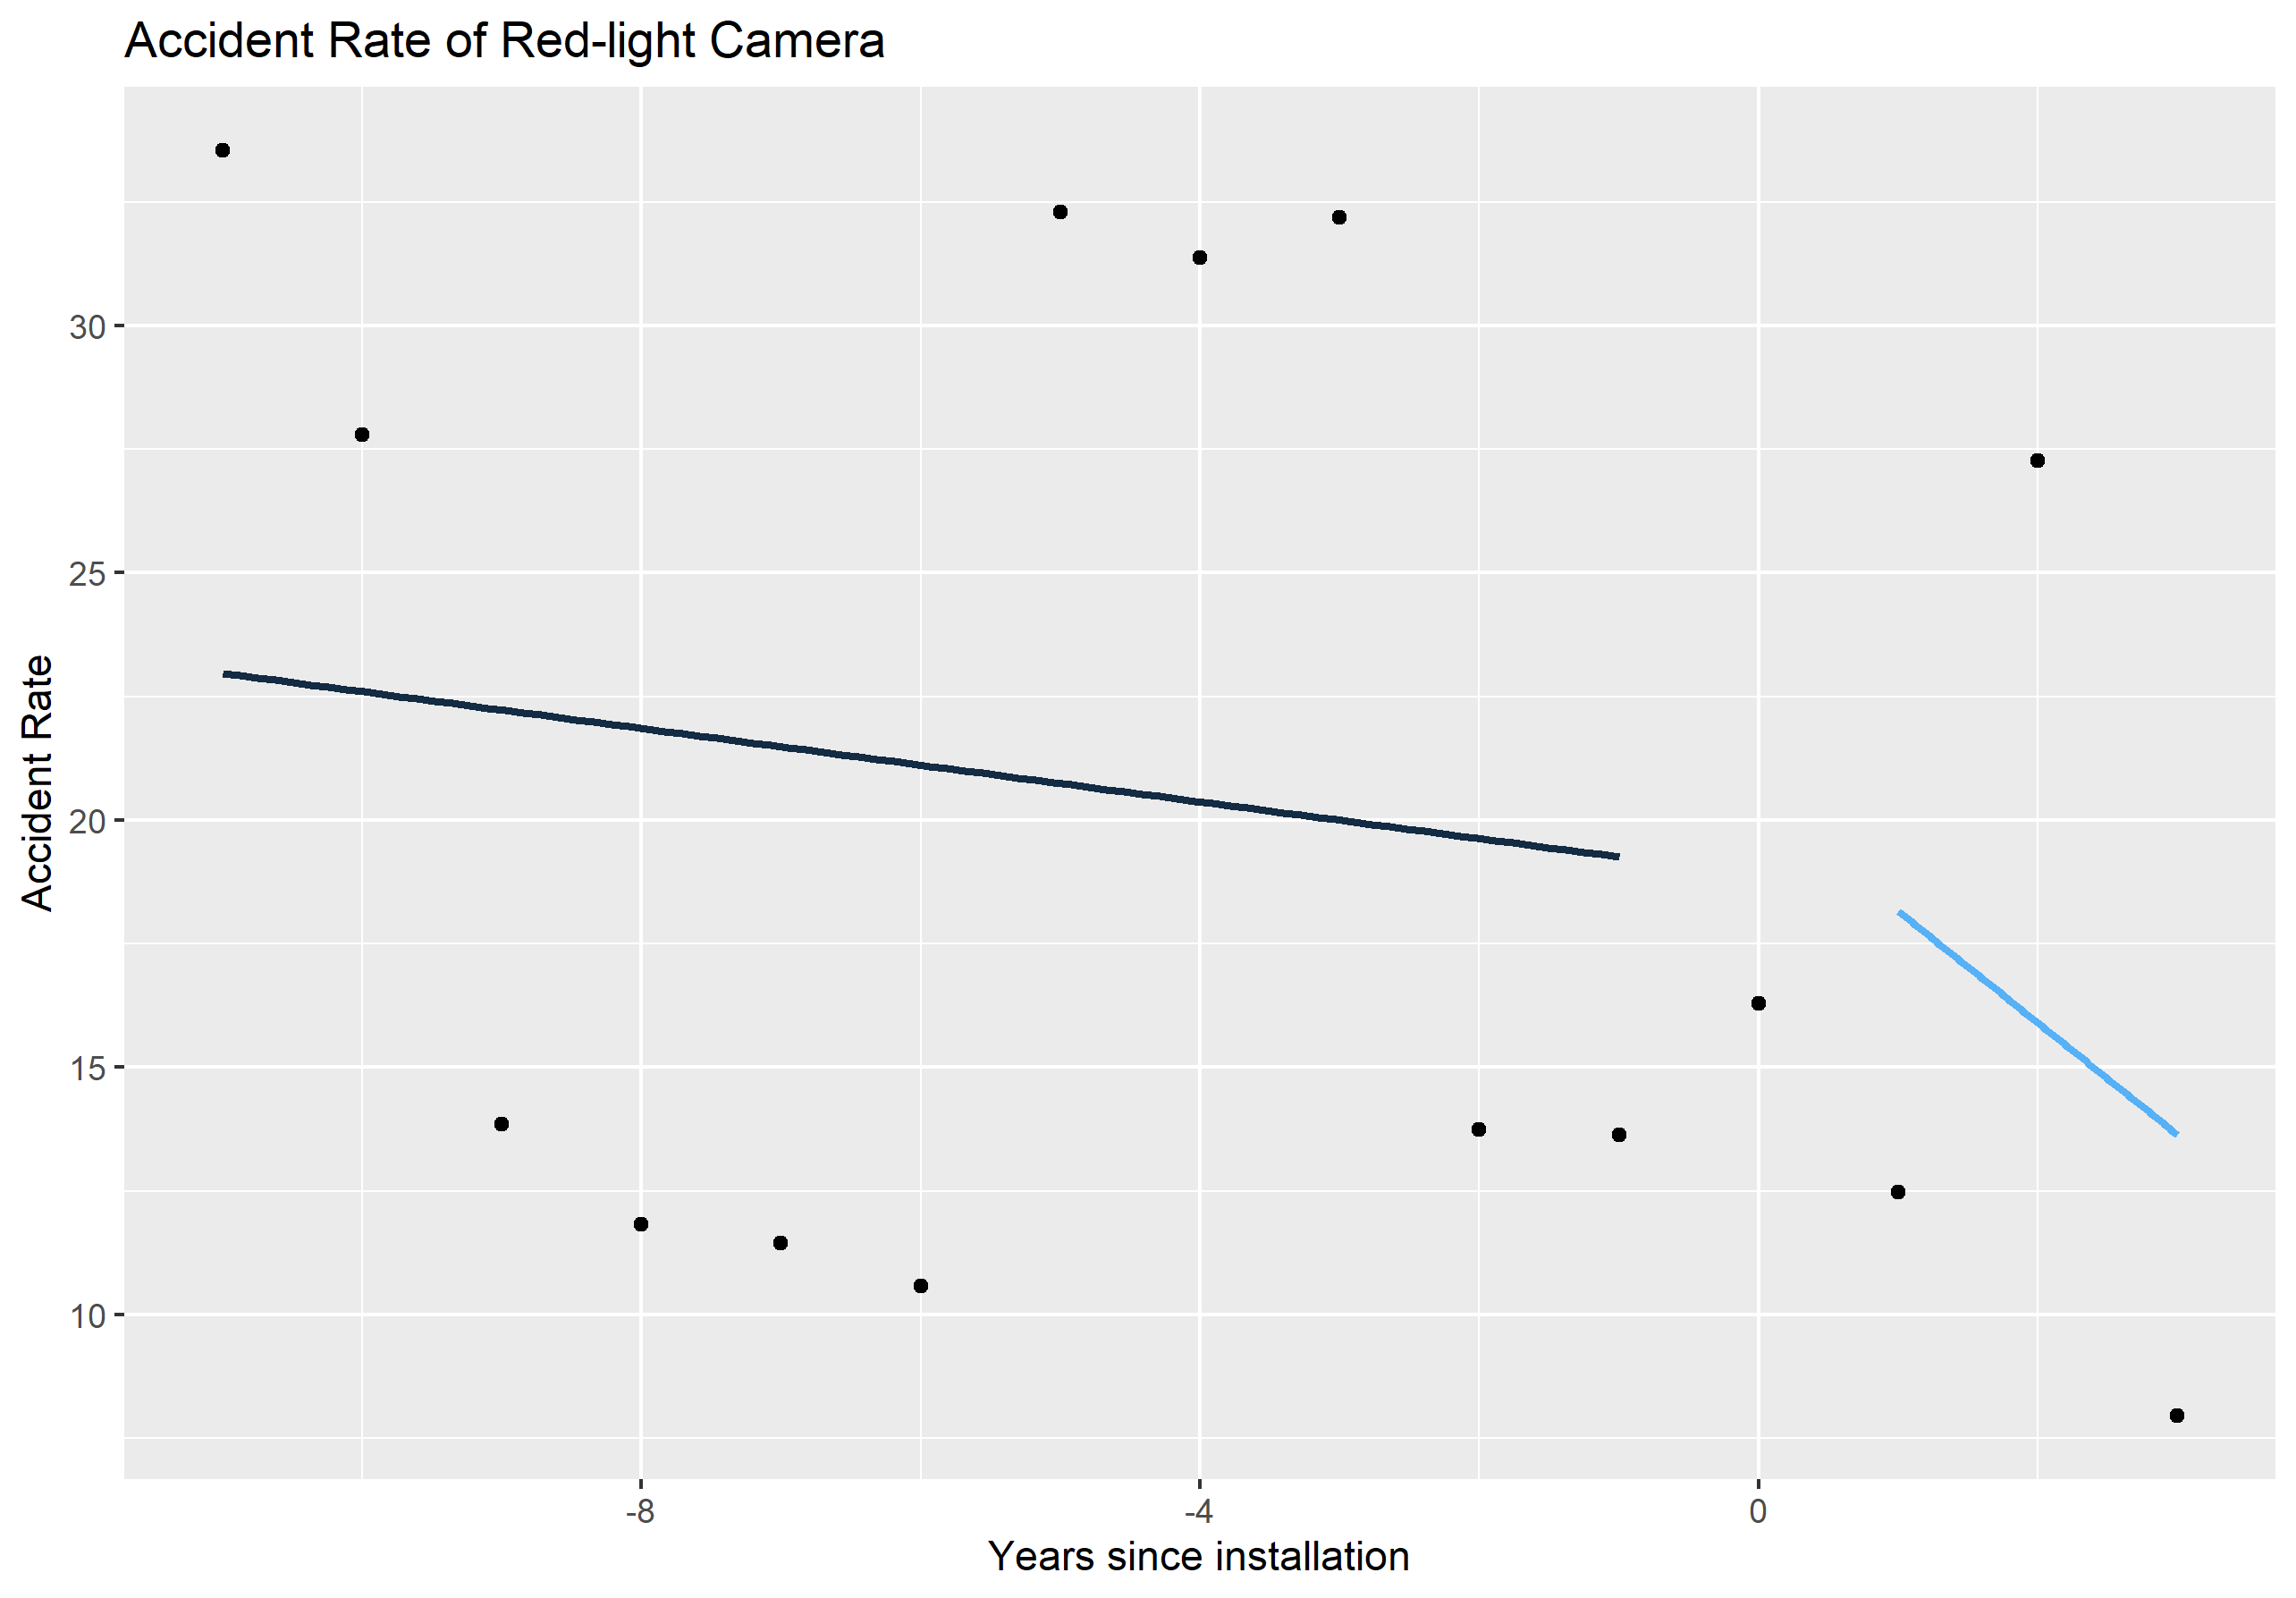 Accident Rate of Red-light Camera
30
25
20
15
10
Accident Rate
-8
-4
0
Years since installation